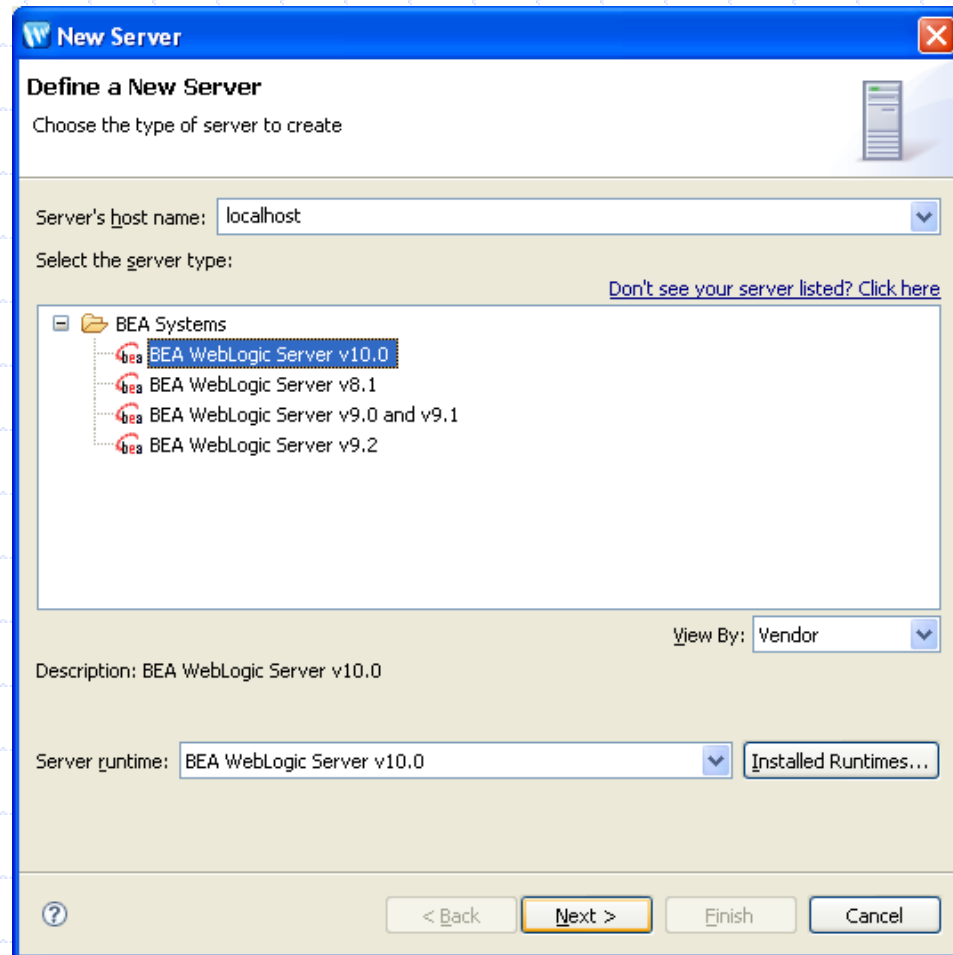 New Server
Define a New Server
Choose the type of server to create
Server's host name: localhost
Select the server type:
Don't see your server listed? Click here
BEA Systems
bea BEA WebLogic Server v10.0
bea BEA WebLogic Server v8.1
bea BEA WebLogic Server v9.0 and v9.1
bea BEA WebLogic Server v9.2
View By: Vendor
Description: BEA WebLogic Server v10.0
Server runtime: BEA WebLogic Server v10.0 Installed Runtimes...
? < Back Next > Finish Cancel